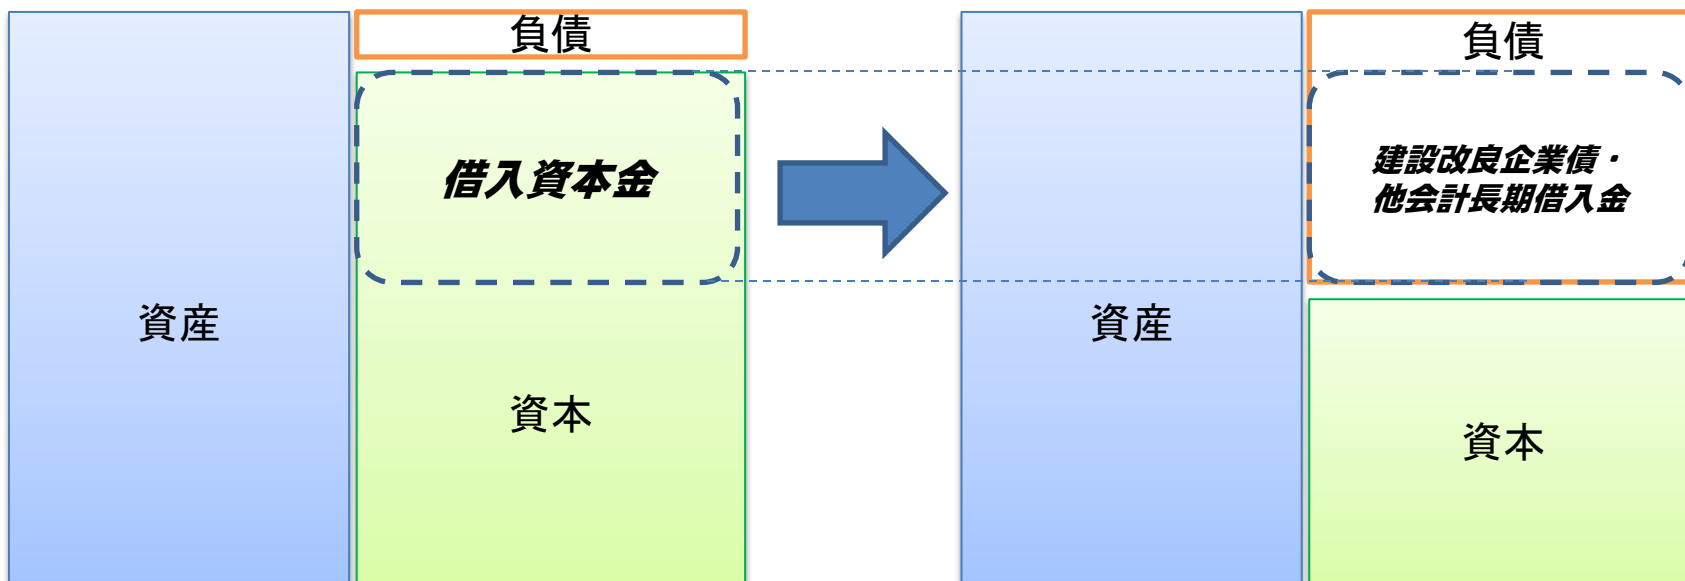 負債
借入資本金
資産
資本
負債
建設改良企業債・
他会計長期借入金
資産
資本